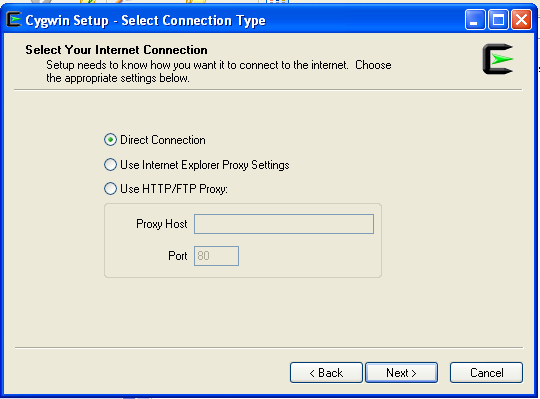 Cygwin Setup - Select Connection Type
Select Your Internet Connection
Setup needs to know how you want it to connect to the internet. Choose
the appropriate settings below.
Direct Connection
Use Internet Explorer Proxy Settings
Use HTTP/FTP Proxy:
Proxy Host
Port 80
< Back Next > Cancel